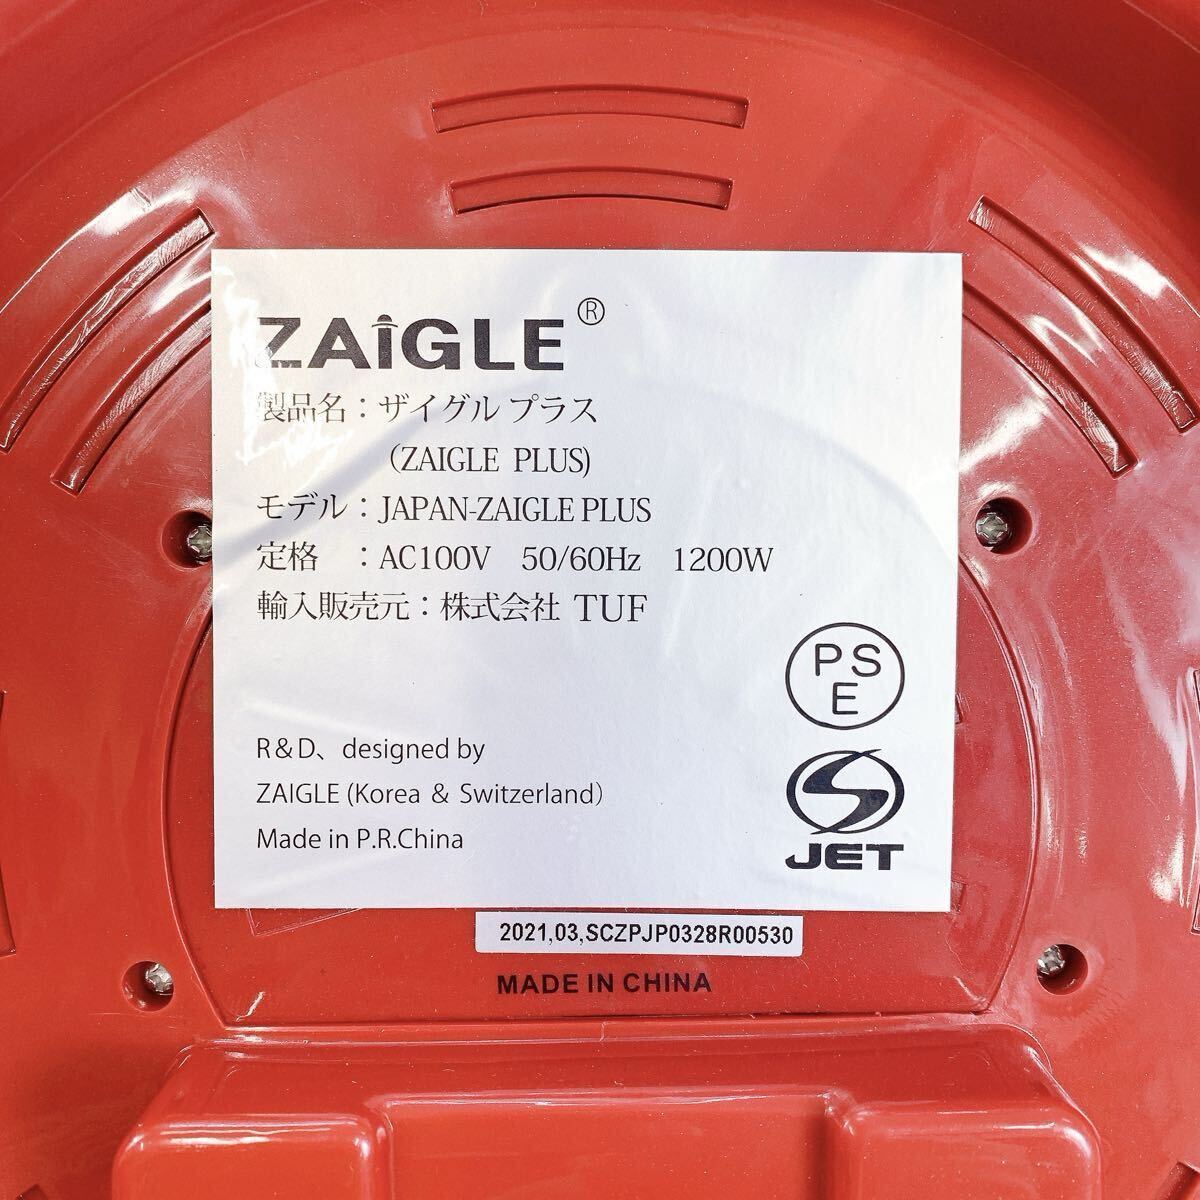 ZAiGLE®
製品名：ザイグル プラス
(ZAIGLE PLUS)
モデル：JAPAN-ZAIGLE PLUS
定格　：AC100V　50/60Hz　1200W
輸入販売元：株式会社 TUF
PSE
R&D、designed by
ZAIGLE (Korea & Switzerland）
Made in P.R.China
JET
2021,03,SCZPJP0328R00530
MADE IN CHINA